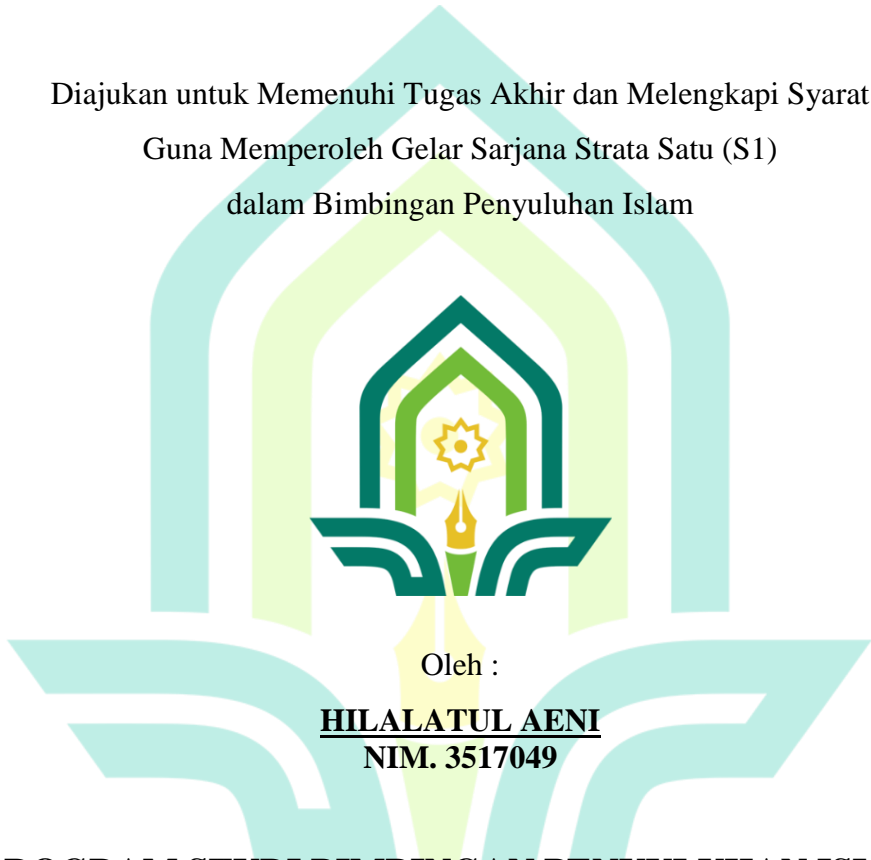 Diajukan untuk Memenuhi Tugas Akhir dan Melengkapi Syarat
Guna Memperoleh Gelar Sarjana Strata Satu (S1)
dalam Bimbingan Penyuluhan Islam
Oleh :
HILALATUL AENI
NIM. 3517049